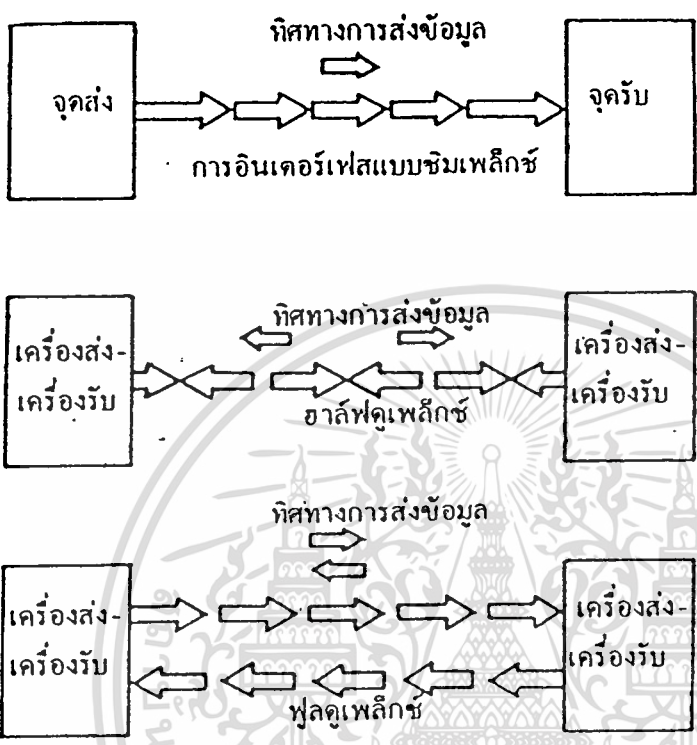 ทิศทางการส่งข้อมูล
จุดส่ง
จุดรับ
การอินเตอร์เฟสแบบซิมเพล็กซ์
ทิศทางการส่งข้อมูล
เครื่องส่ง-
เครื่องรับ
เครื่องส่ง-
เครื่องรับ
ฮาล์ฟดูเพล็กซ์
ทิศทางการส่งข้อมูล
เครื่องส่ง-
เครื่องรับ
เครื่องส่ง-
เครื่องรับ
ฟูลดูเพล็กซ์